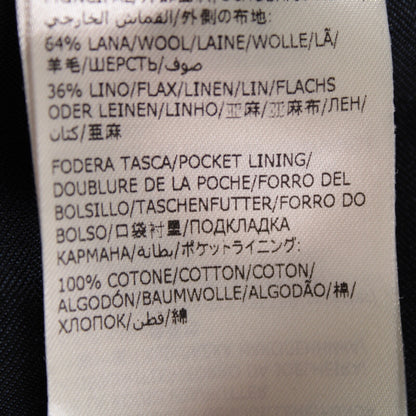 القماش الخارجي/外側の布地:
64% LANA/WOOL/LAINE/WOLLE/LÃ/
羊毛/ШЕРСТЬ/صوف/
36% LINO/FLAX/LINEN/LIN/FLACHS
ODER LEINEN/LINHO/亚麻/亞麻布/ЛЕН/
كتان/亜麻
FODERA TASCA/POCKET LINING/
DOUBLURE DE LA POCHE/FORRO DEL
BOLSILLO/TASCHENFUTTER/FORRO DO
BOLSO/口袋衬里/ПОДКЛАДКА
КАРМАНА/بطانة/ポケットライニング:
100% COTONE/COTTON/COTON/
ALGODÓN/BAUMWOLLE/ALGODÃO/棉/
ХЛОПОК/قطن/綿